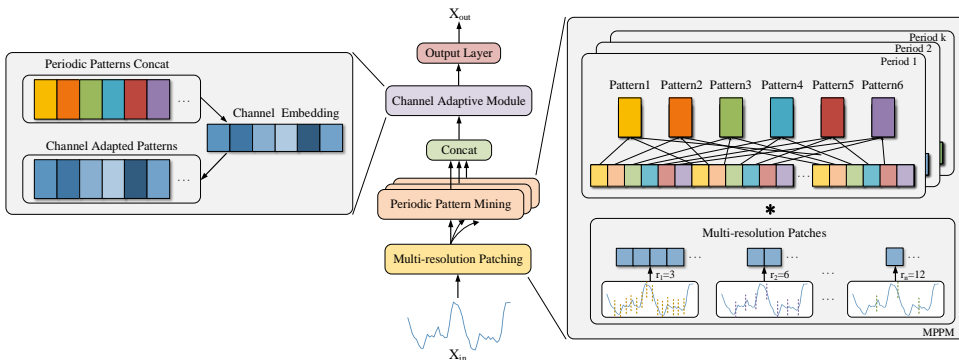 X_out
Output Layer
Channel Adaptive Module
Concat
Periodic Pattern Mining
Multi-resolution Patching
X_in
Periodic Patterns Concat
...
Channel Embedding
Channel Adapted Patterns
...
Period k
Period 2
Period 1
Pattern1 Pattern2 Pattern3 Pattern4 Pattern5 Pattern6
...
*
Multi-resolution Patches
... ... ...
r₁=3 r₂=6 ... rₙ=12
...
MPPM